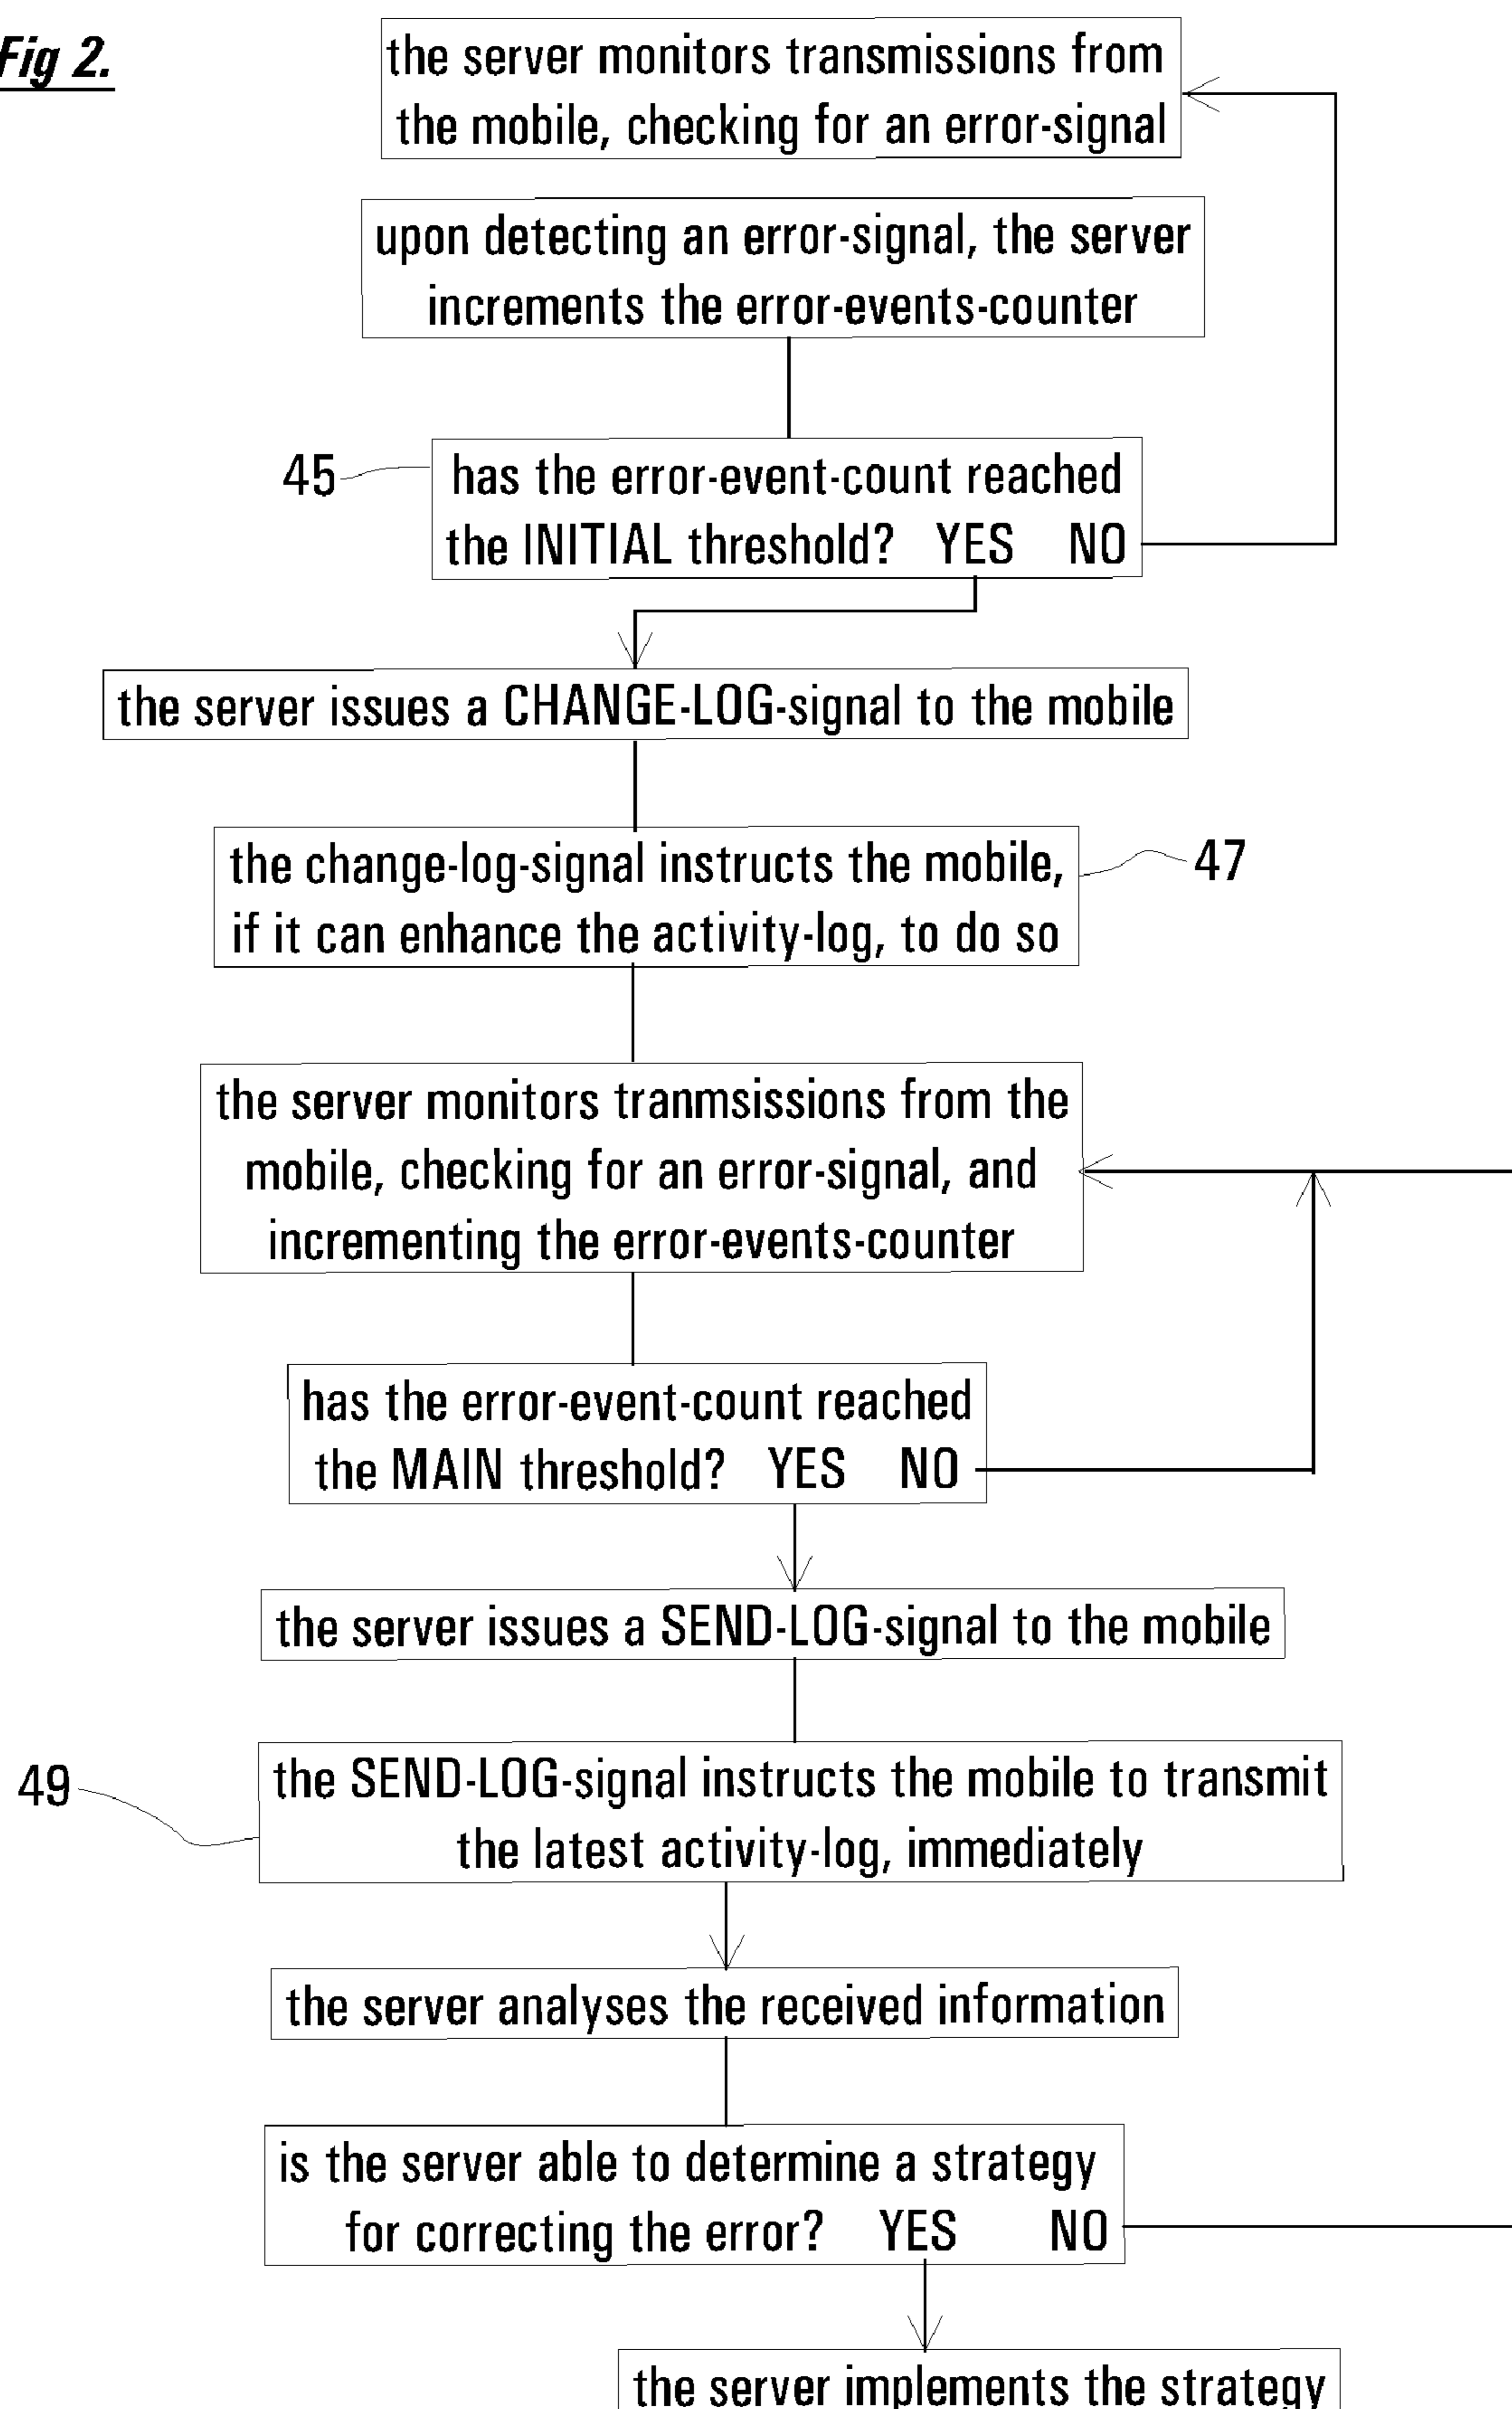 Fig 2.
the server monitors transmissions from
the mobile, checking for an error-signal
upon detecting an error-signal, the server
increments the error-events-counter
45
has the error-event-count reached
the INITIAL threshold? YES NO
the server issues a CHANGE-LOG-signal to the mobile
the change-log-signal instructs the mobile,
47
if it can enhance the activity-log, to do so
the server monitors tranmsissions from the
mobile, checking for an error-signal, and
incrementing the error-events-counter
has the error-event-count reached
the MAIN threshold? YES NO
the server issues a SEND-LOG-signal to the mobile
49
the SEND-LOG-signal instructs the mobile to transmit
the latest activity-log, immediately
the server analyses the received information
is the server able to determine a strategy
for correcting the error? YES NO
the server implements the strategy